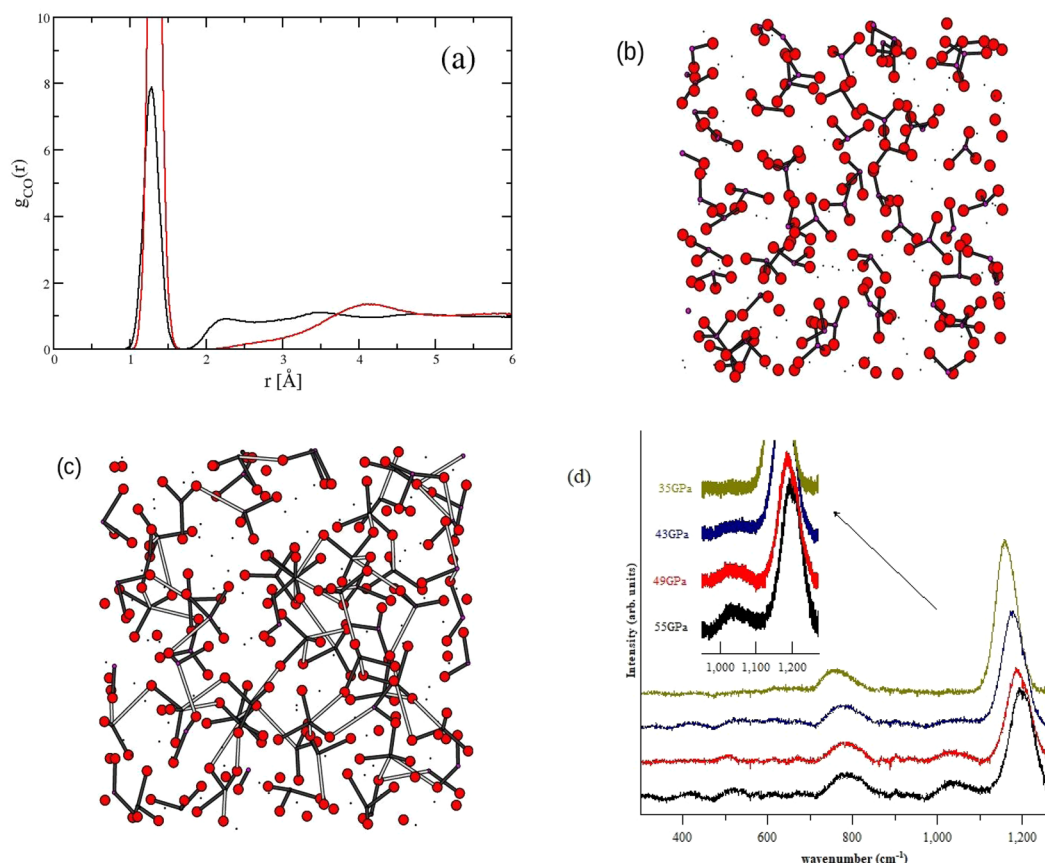 (a)
10
8
6
4
2
0
g_CO(r)
0 1 2 3 4 5 6
r [Å]
(b)
(c)
(d)
35GPa
43GPa
49GPa
55GPa
1,000 1,100 1,200
Intensity (arb. units)
400 600 800 1,000 1,200
wavenumber (cm⁻¹)